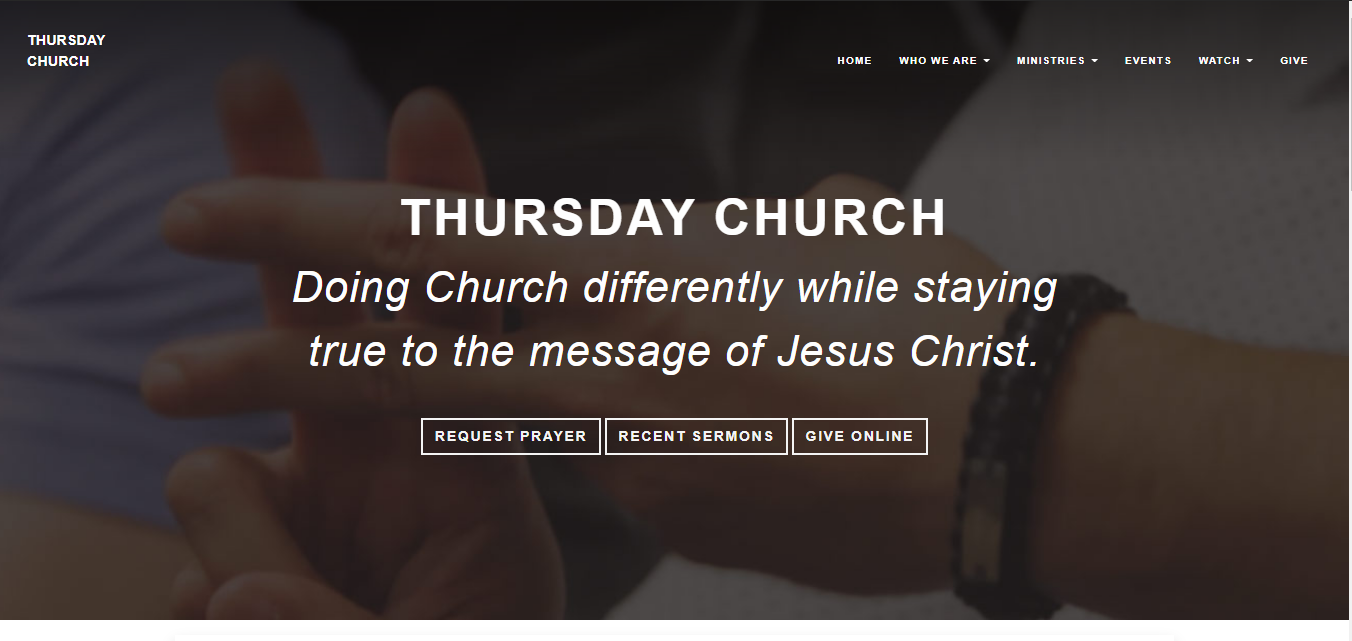 THURSDAY
CHURCH
HOME WHO WE ARE MINISTRIES EVENTS WATCH GIVE
THURSDAY CHURCH
Doing Church differently while staying
true to the message of Jesus Christ.
REQUEST PRAYER RECENT SERMONS GIVE ONLINE